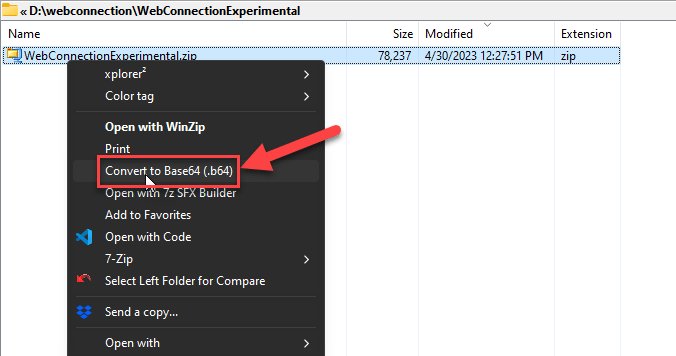 « D:\webconnection\WebConnectionExperimental
Name Size Modified Extension
WebConnectionExperimental.zip 78,237 4/30/2023 12:27:51 PM zip
xplorer²
Color tag
Open with WinZip
Print
Convert to Base64 (.b64)
Open with 7z SFX Builder
Add to Favorites
Open with Code
7-Zip
Select Left Folder for Compare
Send a copy...
Open with